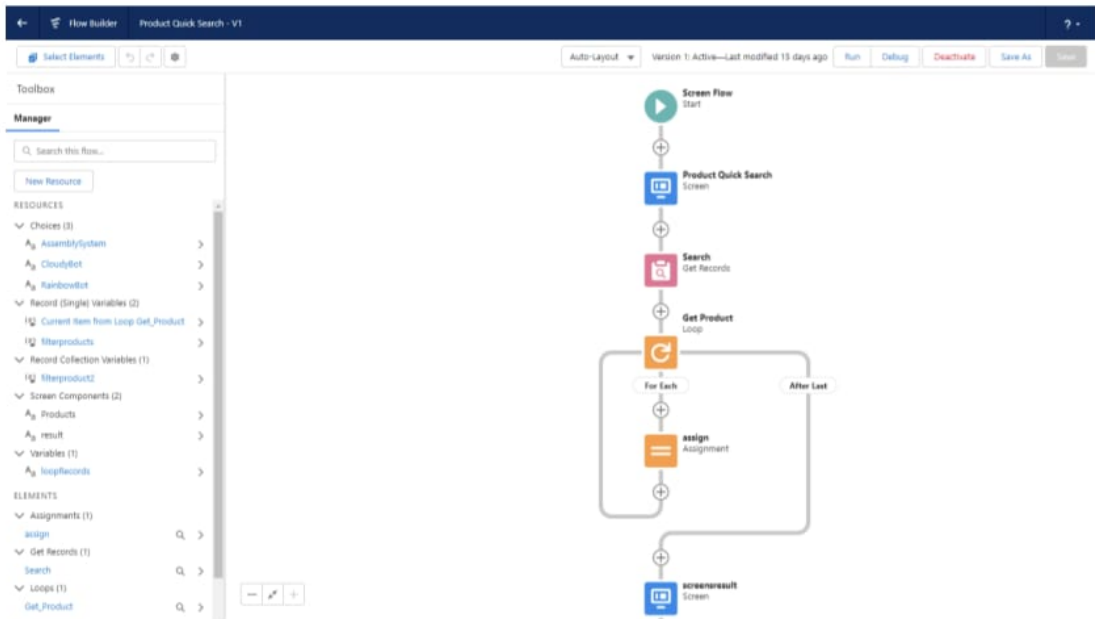 Flow Builder Product Quick Search - V1 ?
Select Elements Auto-Layout Version 1: Active—Last modified 15 days ago Run Debug Deactivate Save As Save
Toolbox
Manager
Search this flow...
New Resource
RESOURCES
Choices (3)
AssemblySystem
CloudyBot
RainbowBot
Record (Single) Variables (2)
Current Item from Loop Get_Product
filterproducts
Record Collection Variables (1)
filterproduct2
Screen Components (2)
Products
result
Variables (1)
loopRecords
ELEMENTS
Assignments (1)
assign
Get Records (1)
Search
Loops (1)
Get_Product
Screen Flow
Start
Product Quick Search
Screen
Search
Get Records
Get Product
Loop
For Each After Last
assign
Assignment
screensresult
Screen